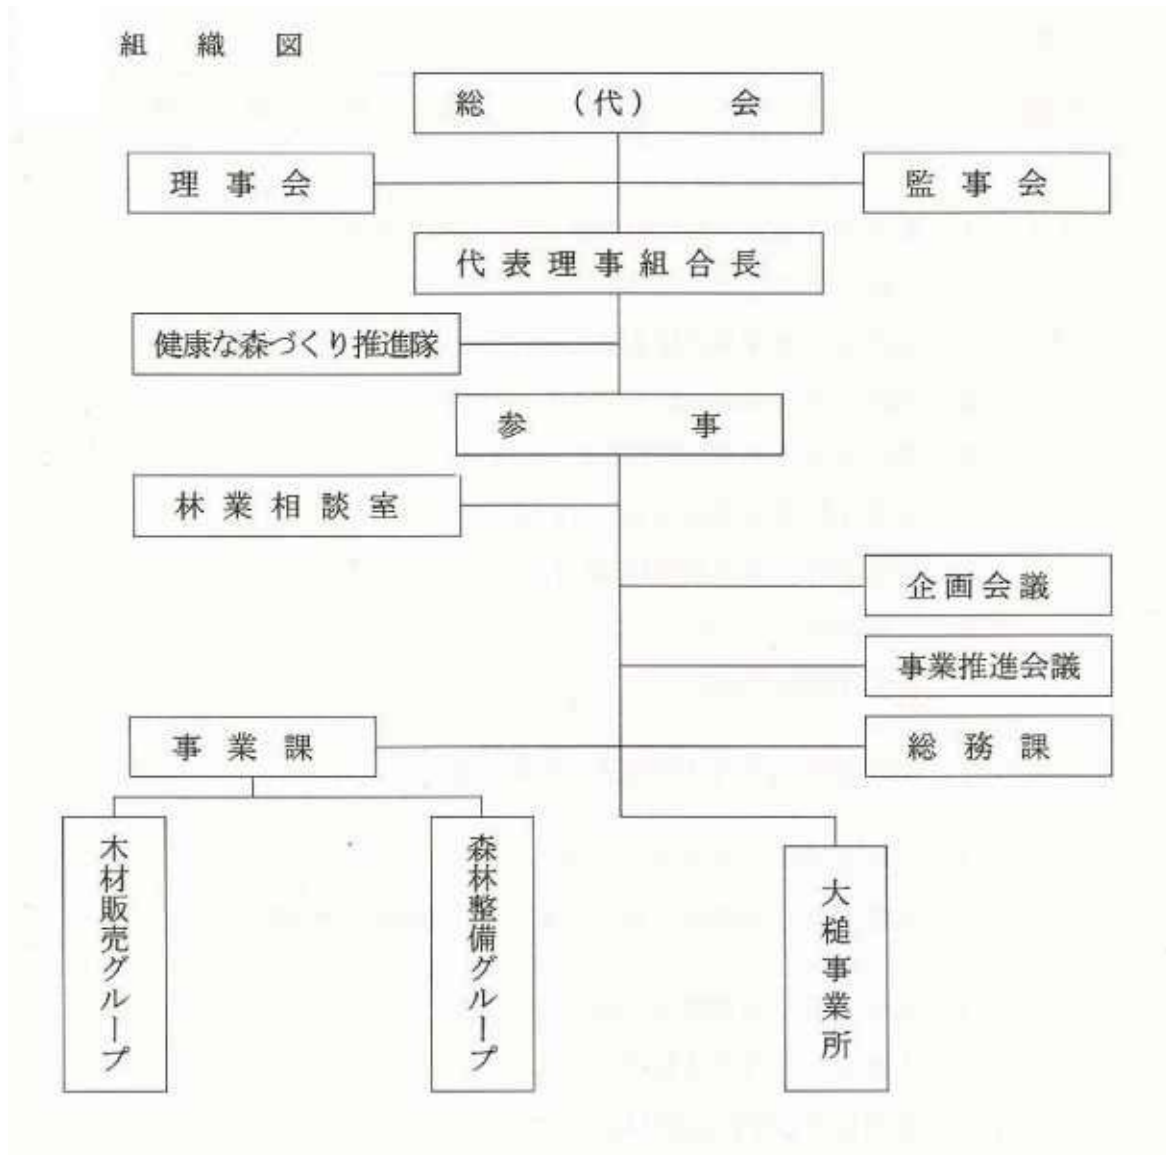 組織図
総（代）会
理事会
監事会
代表理事組合長
健康な森づくり推進隊
参事
林業相談室
企画会議
事業推進会議
事業課
総務課
木材販売グループ
森林整備グループ
大槌事業所